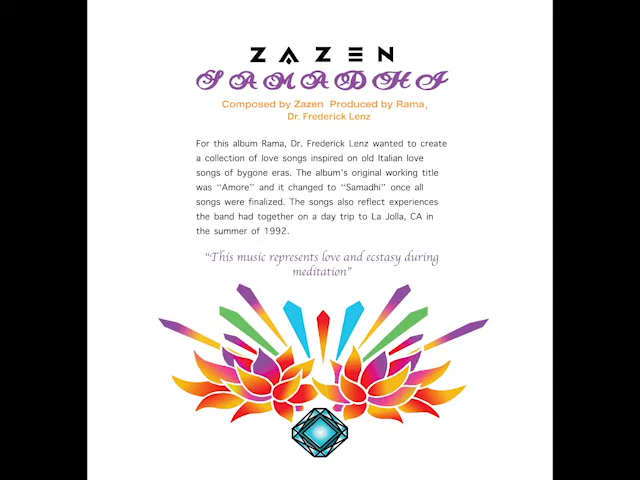 ZAZEN
SAMADHI
Composed by Zazen Produced by Rama,
Dr. Frederick Lenz
For this album Rama, Dr. Frederick Lenz wanted to create
a collection of love songs inspired on old Italian love
songs of bygone eras. The album's original working title
was “Amore” and it changed to “Samadhi” once all
songs were finalized. The songs also reflect experiences
the band had together on a day trip to La Jolla, CA in
the summer of 1992.
“This music represents love and ecstasy during
meditation”